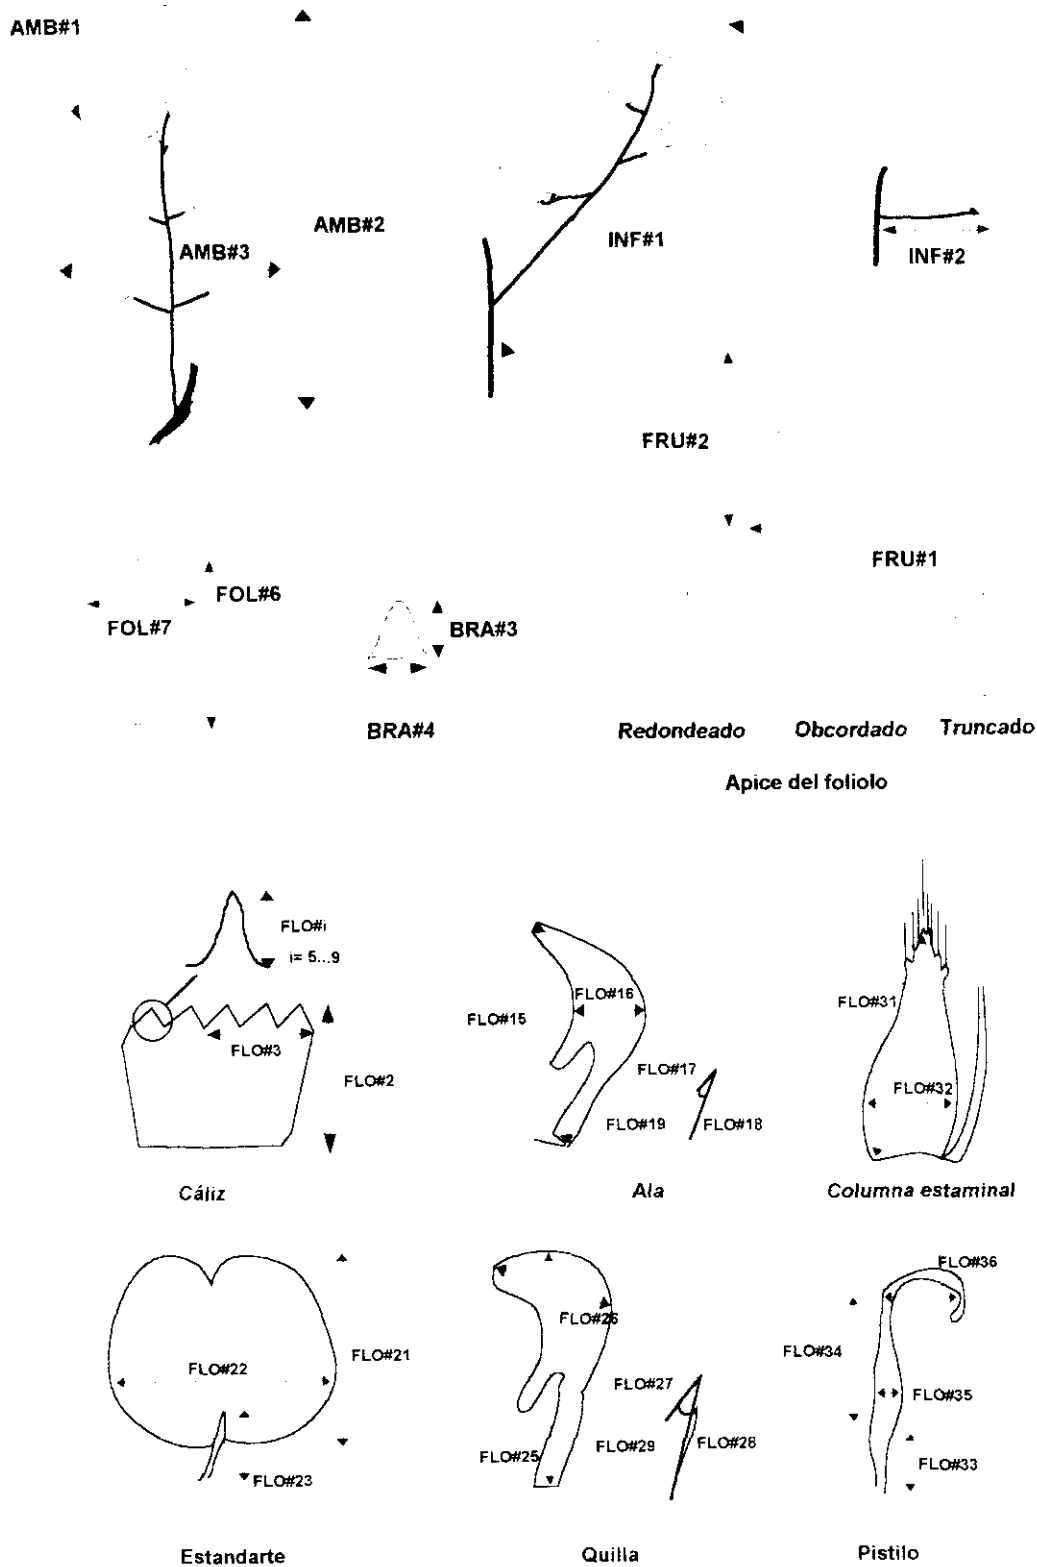 AMB#1
AMB#2
AMB#3
INF#1
INF#2
FRU#2
FRU#1
FOL#6
FOL#7
BRA#3
BRA#4
Redondeado Obcordado Truncado
Apice del foliolo
FLO#i
i= 5...9
FLO#3
FLO#2
Cáliz
FLO#15
FLO#16
FLO#17
FLO#18
FLO#19
Ala
FLO#31
FLO#32
Columna estaminal
FLO#21
FLO#22
FLO#23
Estandarte
FLO#26
FLO#27
FLO#25
FLO#29
FLO#28
Quilla
FLO#36
FLO#34
FLO#35
FLO#33
Pistilo